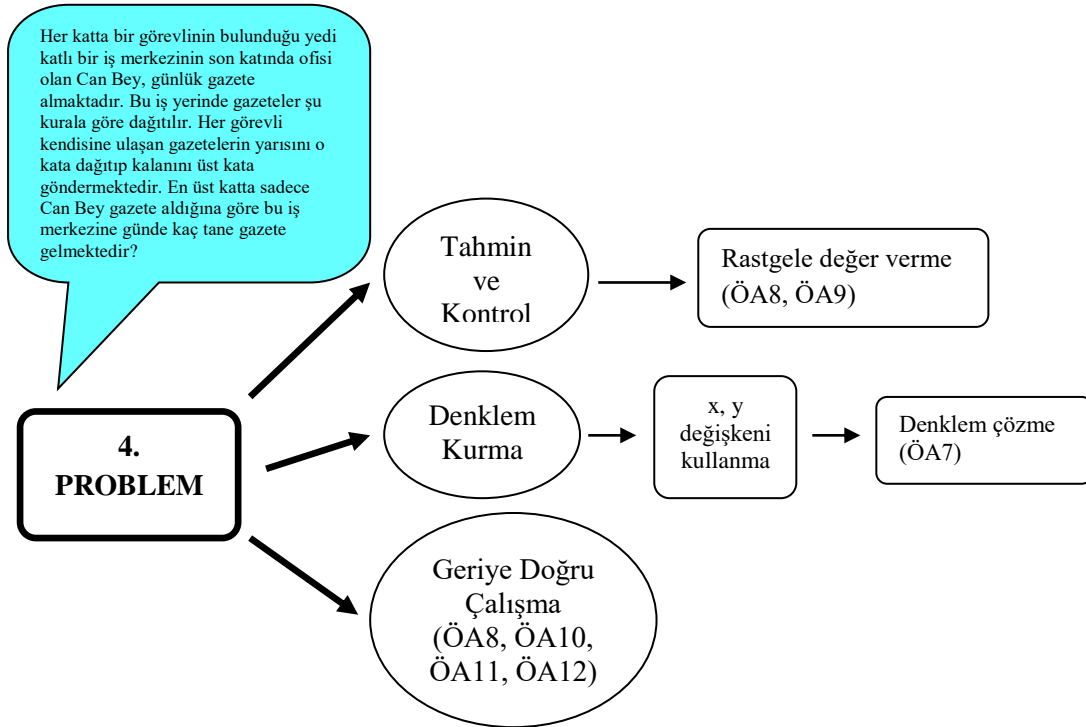 Her katta bir görevlinin bulunduğu yedi
katlı bir iş merkezinin son katında ofisi
olan Can Bey, günlük gazete
almaktadır. Bu iş yerinde gazeteler şu
kurala göre dağıtılır. Her görevli
kendisine ulaşan gazetelerin yarısını o
kata dağıtıp kalanını üst kata
göndermektedir. En üst katta sadece
Can Bey gazete aldığına göre bu iş
merkezine günde kaç tane gazete
gelmektedir?
Tahmin
ve
Kontrol
Rastgele değer verme
(ÖA8, ÖA9)
4.
PROBLEM
Denklem
Kurma
x, y
değişkeni
kullanma
Denklem çözme
(ÖA7)
Geriye Doğru
Çalışma
(ÖA8, ÖA10,
ÖA11, ÖA12)